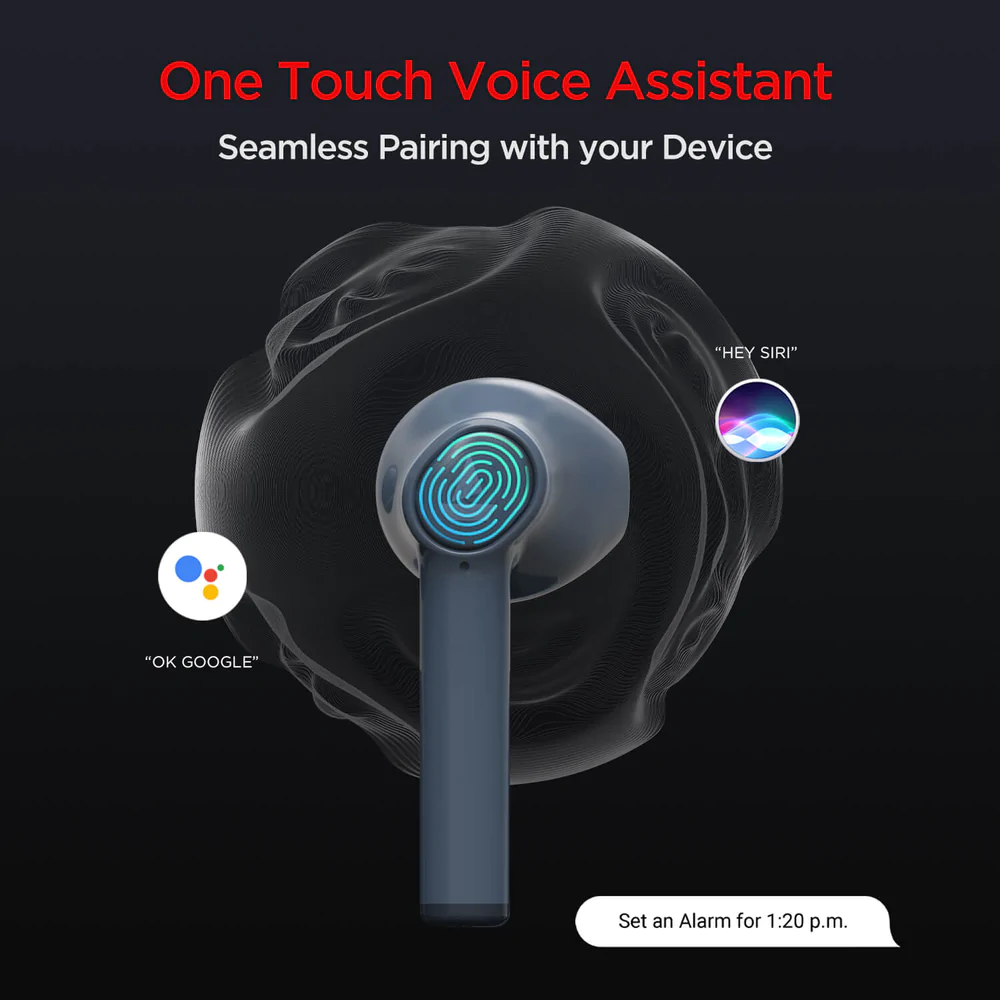 One Touch Voice Assistant
Seamless Pairing with your Device
“HEY SIRI”
“OK GOOGLE”
Set an Alarm for 1:20 p.m.